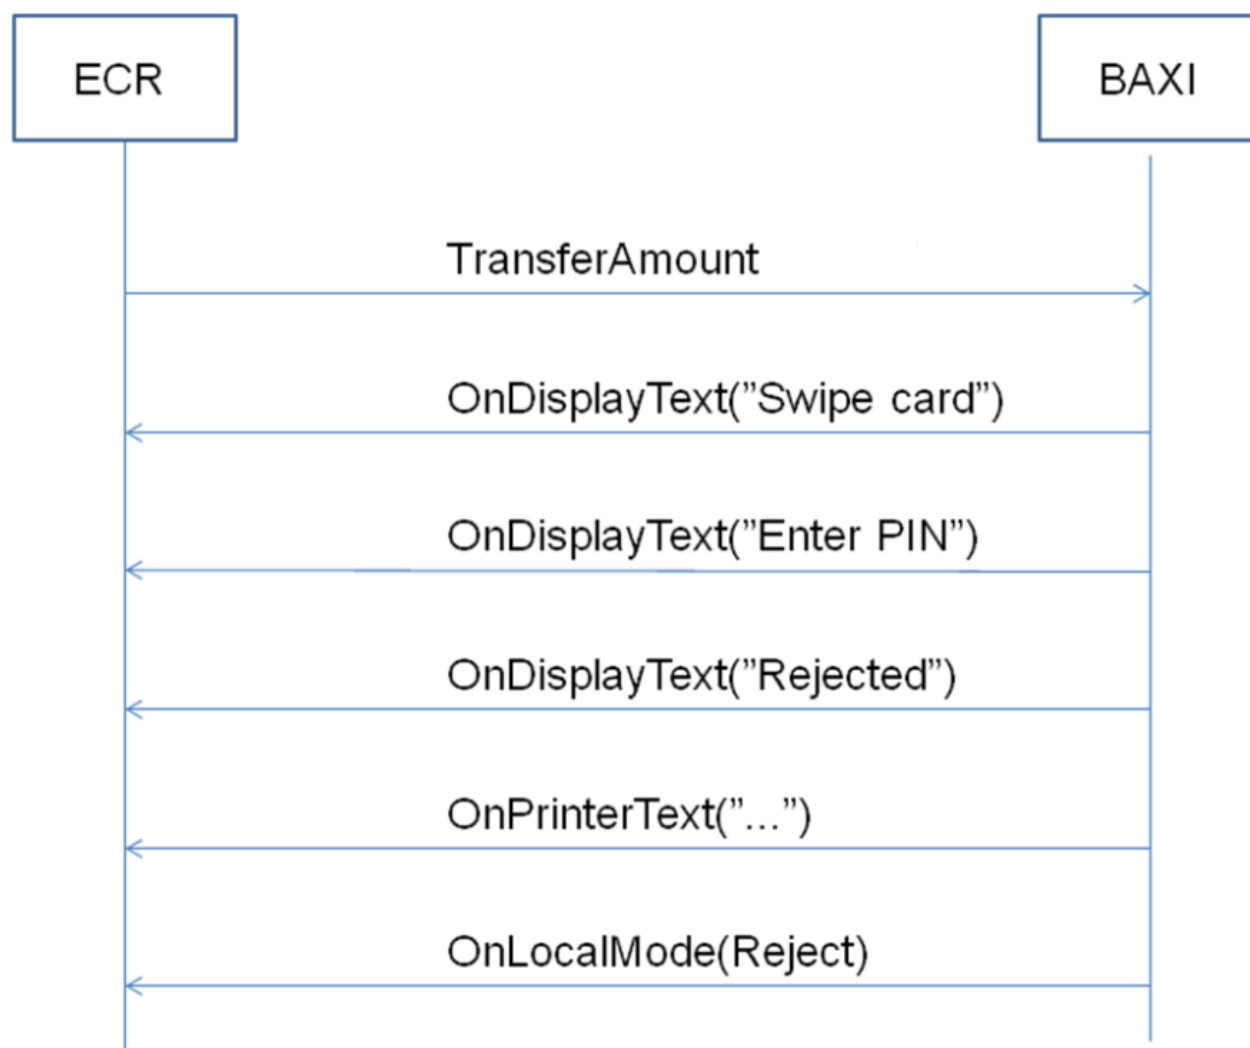 ECR
BAXI
TransferAmount
OnDisplayText(”Swipe card”)
OnDisplayText(”Enter PIN”)
OnDisplayText(”Rejected”)
OnPrinterText(”...”)
OnLocalMode(Reject)